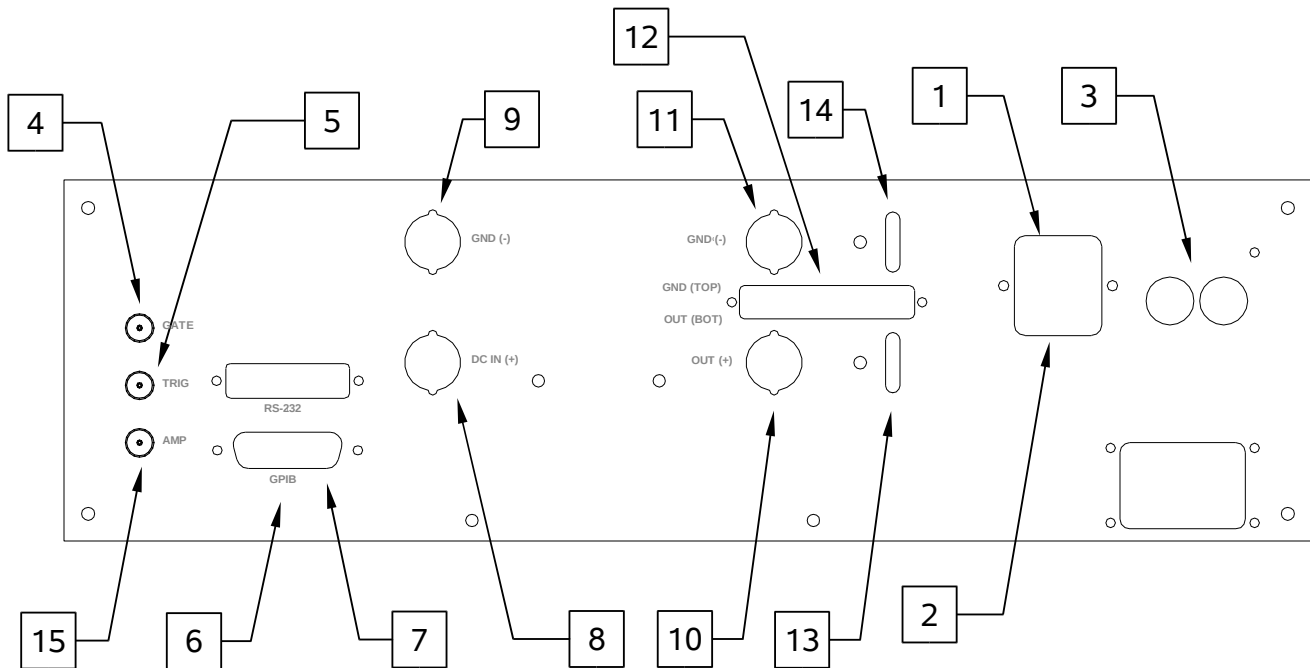 12
1
3
4
5
9
11
14
GND (-)
GND (-)
GND (TOP)
OUT (BOT)
GATE
DC IN (+)
OUT (+)
TRIG
RS-232
AMP
GPIB
2
15
6
7
8
10
13